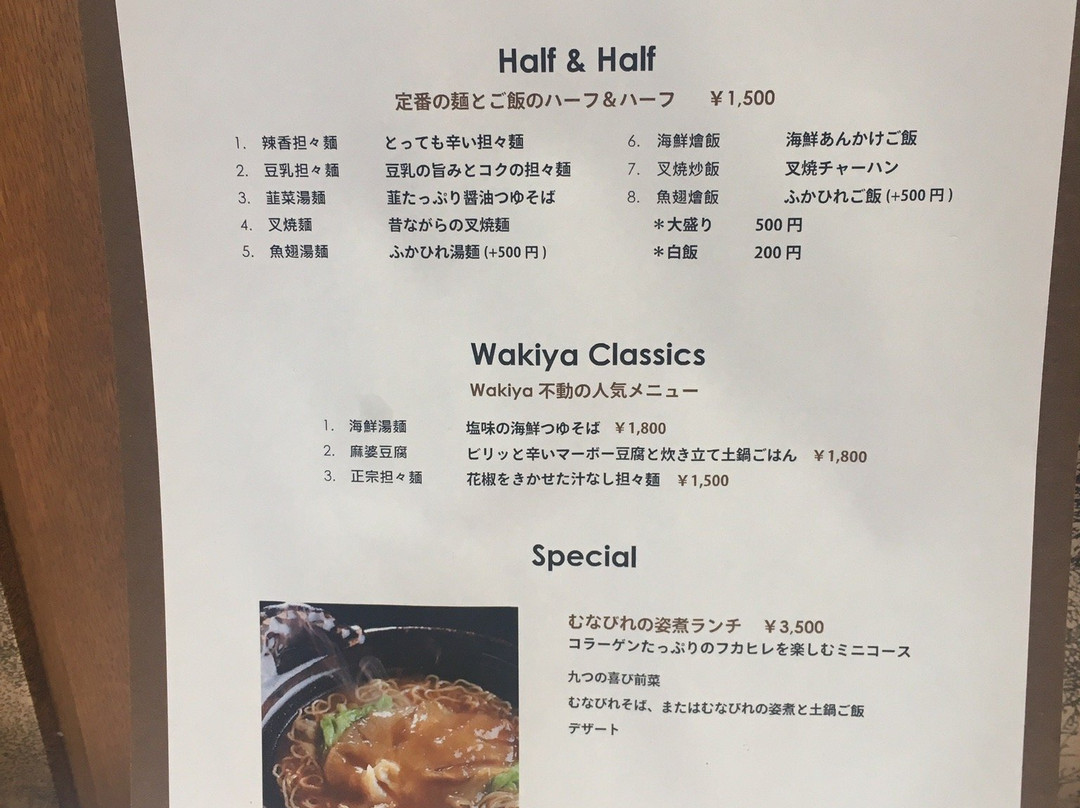 Half & Half
定番の麺とご飯のハーフ＆ハーフ ￥1,500
1. 辣香担々麺 とっても辛い担々麺
2. 豆乳担々麺 豆乳の旨みとコクの担々麺
3. 韮菜湯麺 韮たっぷり醤油つゆそば
4. 叉焼麺 昔ながらの叉焼麺
5. 魚翅湯麺 ふかひれ湯麺 (+500 円 )
6. 海鮮燴飯 海鮮あんかけご飯
7. 叉焼炒飯 叉焼チャーハン
8. 魚翅燴飯 ふかひれご飯 (+500 円 )
＊大盛り 500 円
＊白飯 200 円
Wakiya Classics
Wakiya 不動の人気メニュー
1. 海鮮湯麺 塩味の海鮮つゆそば ￥1,800
2. 麻婆豆腐 ピリッと辛いマーボー豆腐と炊き立て土鍋ごはん ￥1,800
3. 正宗担々麺 花椒をきかせた汁なし担々麺 ￥1,500
Special
むなびれの姿煮ランチ ￥3,500
コラーゲンたっぷりのフカヒレを楽しむミニコース
九つの喜び前菜
むなびれそば、またはむなびれの姿煮と土鍋ご飯
デザート